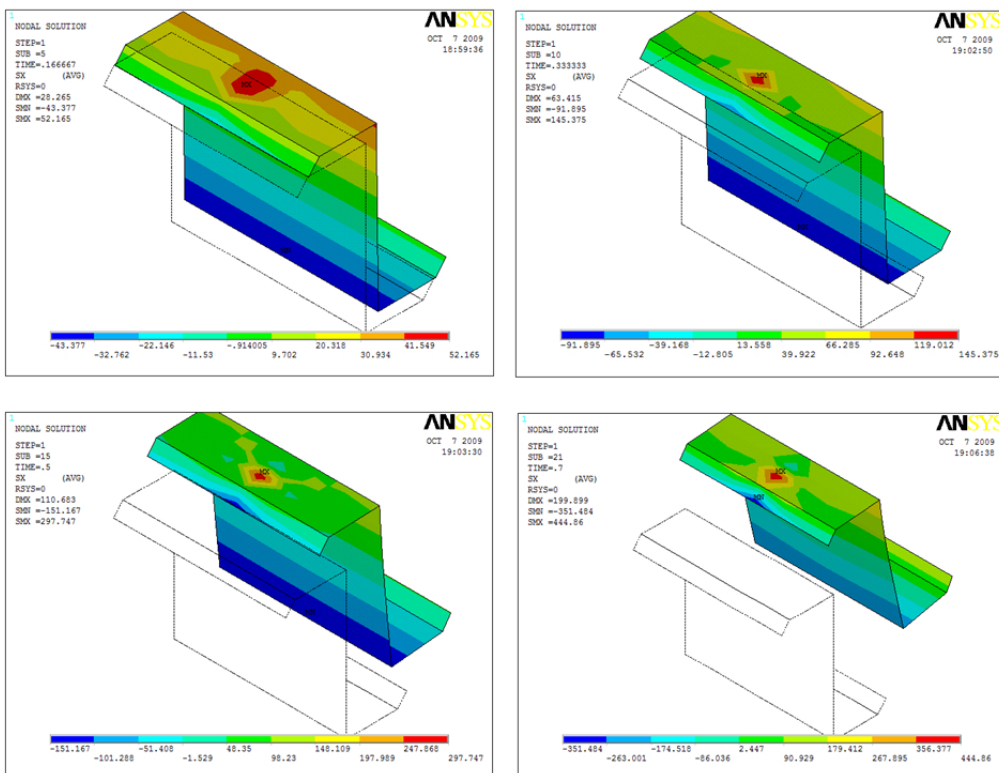 1
ANSYS
NODAL SOLUTION
OCT 7 2009
18:59:36
STEP=1
SUB =5
TIME=.166667
SX (AVG)
RSYS=0
DMX =28.265
SMN =-43.377
SMX =52.165
MX
MN
-43.377 -22.146 -.914005 20.318 41.549
-32.762 -11.53 9.702 30.934 52.165
1
ANSYS
NODAL SOLUTION
OCT 7 2009
19:02:50
STEP=1
SUB =10
TIME=.333333
SX (AVG)
RSYS=0
DMX =63.415
SMN =-91.895
SMX =145.375
MX
MN
-91.895 -39.168 13.558 66.285 119.012
-65.532 -12.805 39.922 92.648 145.375
1
ANSYS
NODAL SOLUTION
OCT 7 2009
19:03:30
STEP=1
SUB =15
TIME=.5
SX (AVG)
RSYS=0
DMX =110.683
SMN =-151.167
SMX =297.747
MX
MN
-151.167 -51.408 48.35 148.109 247.868
-101.288 -1.529 98.23 197.989 297.747
1
ANSYS
NODAL SOLUTION
OCT 7 2009
19:06:38
STEP=1
SUB =21
TIME=.7
SX (AVG)
RSYS=0
DMX =199.899
SMN =-351.484
SMX =444.86
MX
MN
-351.484 -174.518 2.447 179.412 356.377
-263.001 -86.036 90.929 267.895 444.86